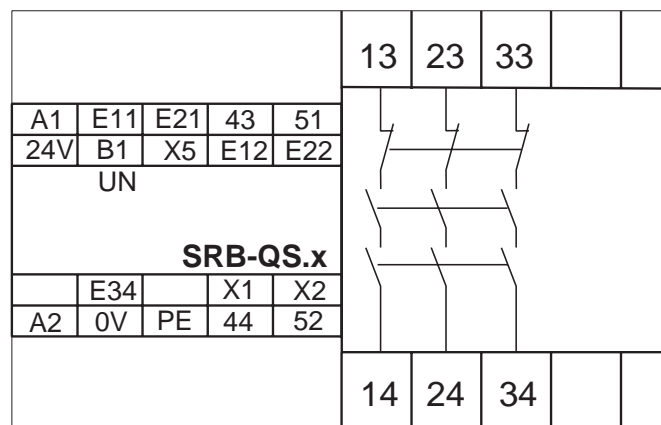 13 23 33
A1 E11 E21 43 51
24V B1 X5 E12 E22
UN
SRB-QS.x
E34 X1 X2
A2 0V PE 44 52
14 24 34